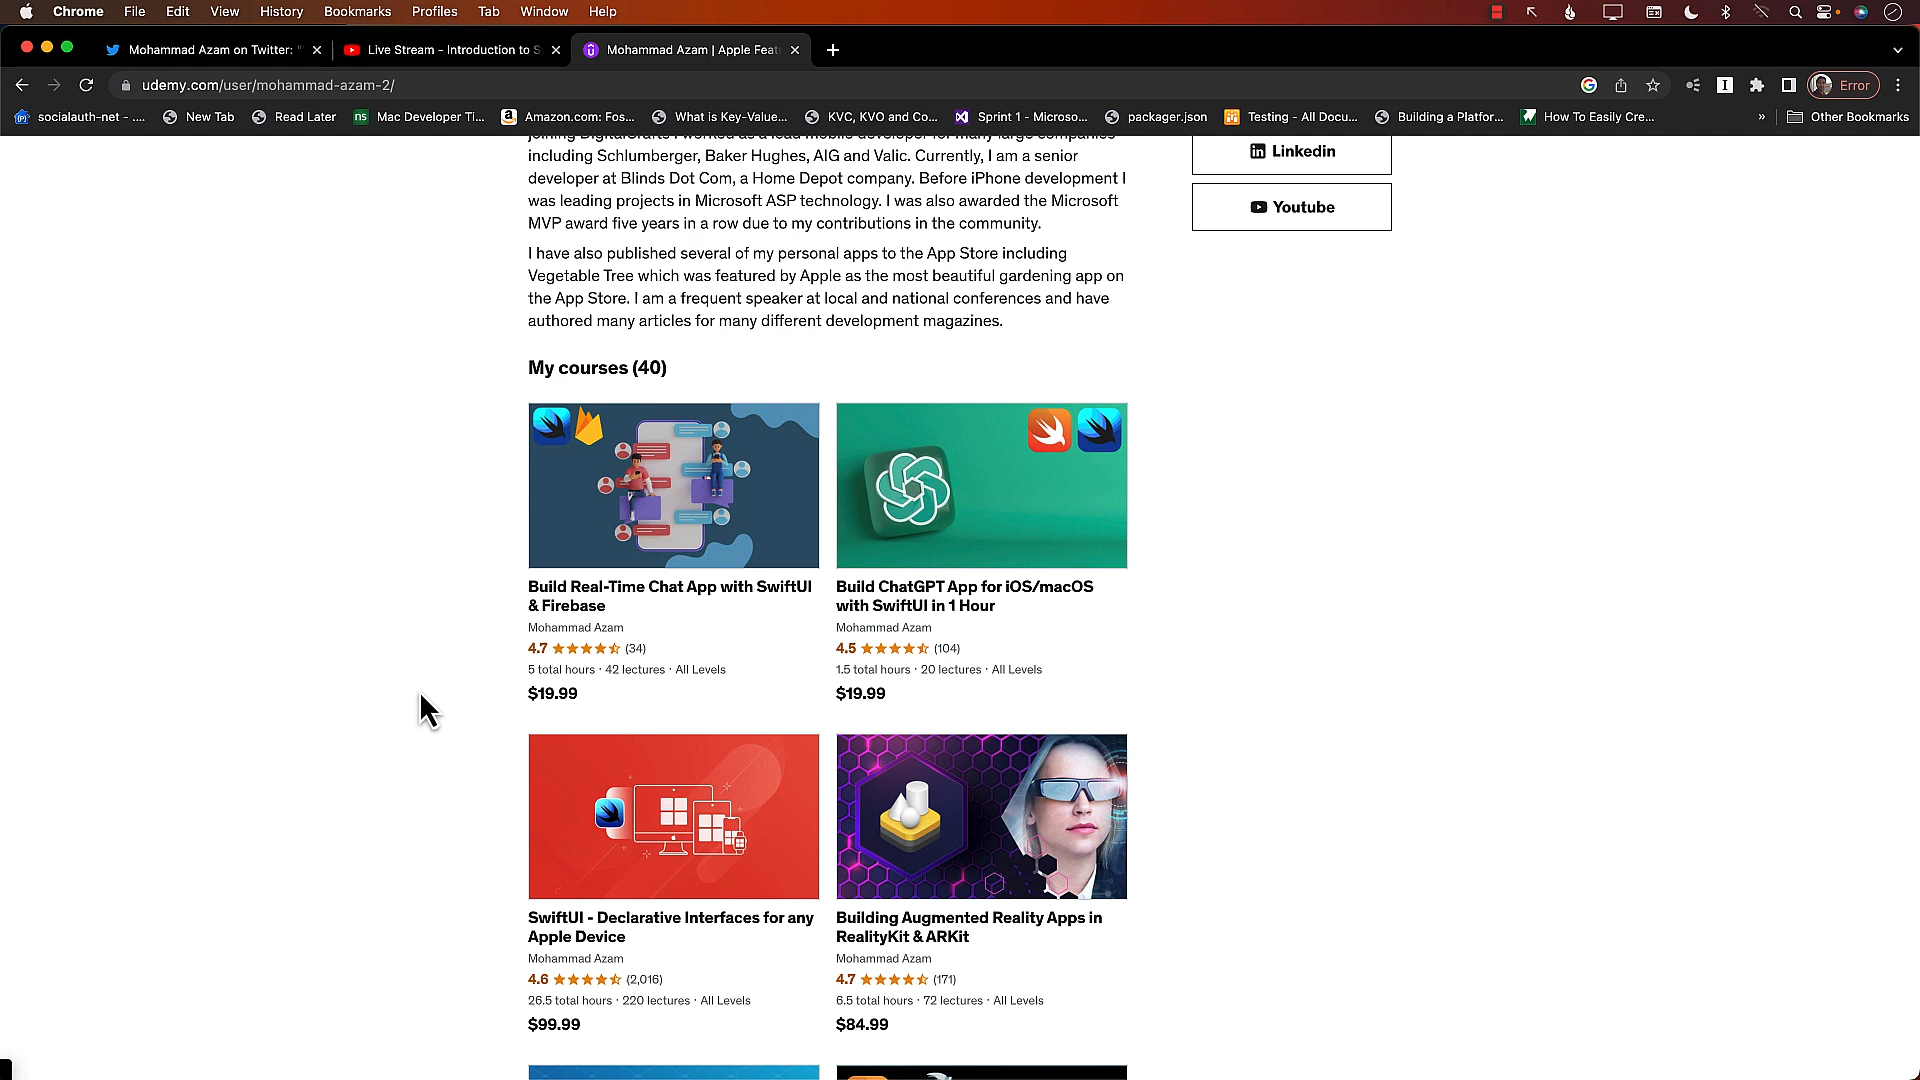 Chrome File Edit View History Bookmarks Profiles Tab Window Help
Mohammad Azam on Twitter: "
Live Stream - Introduction to S
Mohammad Azam | Apple Feat
udemy.com/user/mohammad-azam-2/
Error
socialauth-net - ....
New Tab
Read Later
Mac Developer Ti...
Amazon.com: Fos...
What is Key-Value...
KVC, KVO and Co...
Sprint 1 - Microso...
packager.json
Testing - All Docu...
Building a Platfor...
How To Easily Cre...
»
Other Bookmarks
joining DigitalCrafts I worked as a lead mobile developer for many large companies
including Schlumberger, Baker Hughes, AIG and Valic. Currently, I am a senior
developer at Blinds Dot Com, a Home Depot company. Before iPhone development I
was leading projects in Microsoft ASP technology. I was also awarded the Microsoft
MVP award five years in a row due to my contributions in the community.
I have also published several of my personal apps to the App Store including
Vegetable Tree which was featured by Apple as the most beautiful gardening app on
the App Store. I am a frequent speaker at local and national conferences and have
authored many articles for many different development magazines.
Linkedin
Youtube
My courses (40)
Build Real-Time Chat App with SwiftUI
& Firebase
Mohammad Azam
4.7 (34)
5 total hours · 42 lectures · All Levels
$19.99
Build ChatGPT App for iOS/macOS
with SwiftUI in 1 Hour
Mohammad Azam
4.5 (104)
1.5 total hours · 20 lectures · All Levels
$19.99
SwiftUI - Declarative Interfaces for any
Apple Device
Mohammad Azam
4.6 (2,016)
26.5 total hours · 220 lectures · All Levels
$99.99
Building Augmented Reality Apps in
RealityKit & ARKit
Mohammad Azam
4.7 (171)
6.5 total hours · 72 lectures · All Levels
$84.99